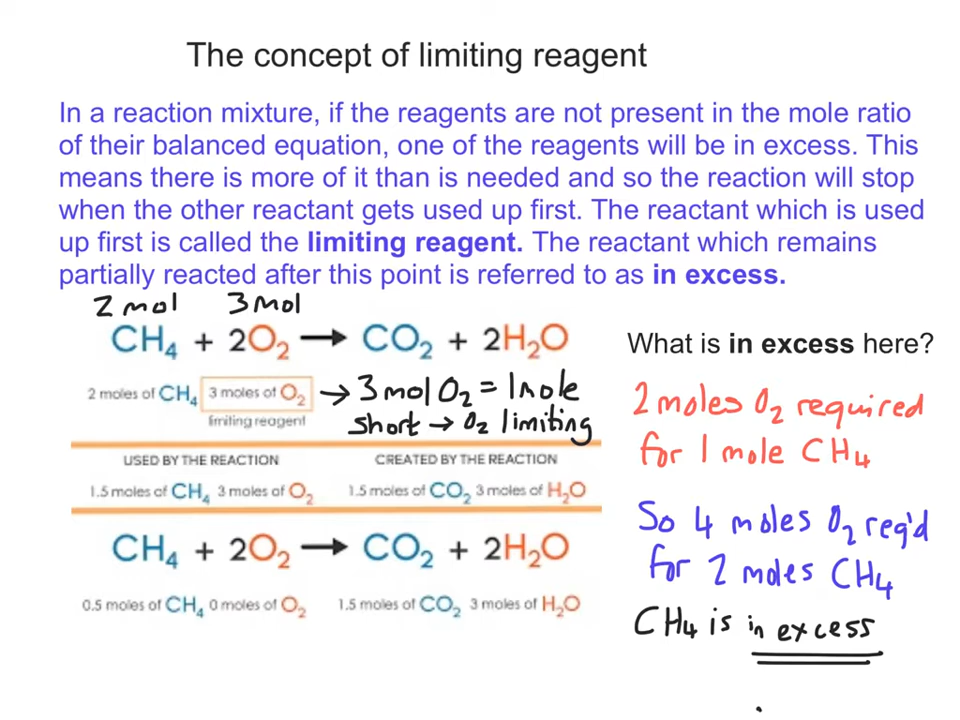 The concept of limiting reagent
In a reaction mixture, if the reagents are not present in the mole ratio
of their balanced equation, one of the reagents will be in excess. This
means there is more of it than is needed and so the reaction will stop
when the other reactant gets used up first. The reactant which is used
up first is called the limiting reagent. The reactant which remains
partially reacted after this point is referred to as in excess.
2 mol 3 mol
CH₄ + 2O₂ → CO₂ + 2H₂O
2 moles of CH₄ 3 moles of O₂ → 3 mol O₂ = 1 mole
limiting reagent short → O₂ limiting
USED BY THE REACTION CREATED BY THE REACTION
1.5 moles of CH₄ 3 moles of O₂ 1.5 moles of CO₂ 3 moles of H₂O
CH₄ + 2O₂ → CO₂ + 2H₂O
0.5 moles of CH₄ 0 moles of O₂ 1.5 moles of CO₂ 3 moles of H₂O
What is in excess here?
2 moles O₂ required
for 1 mole CH₄
So 4 moles O₂ req'd
for 2 moles CH₄
CH₄ is in excess